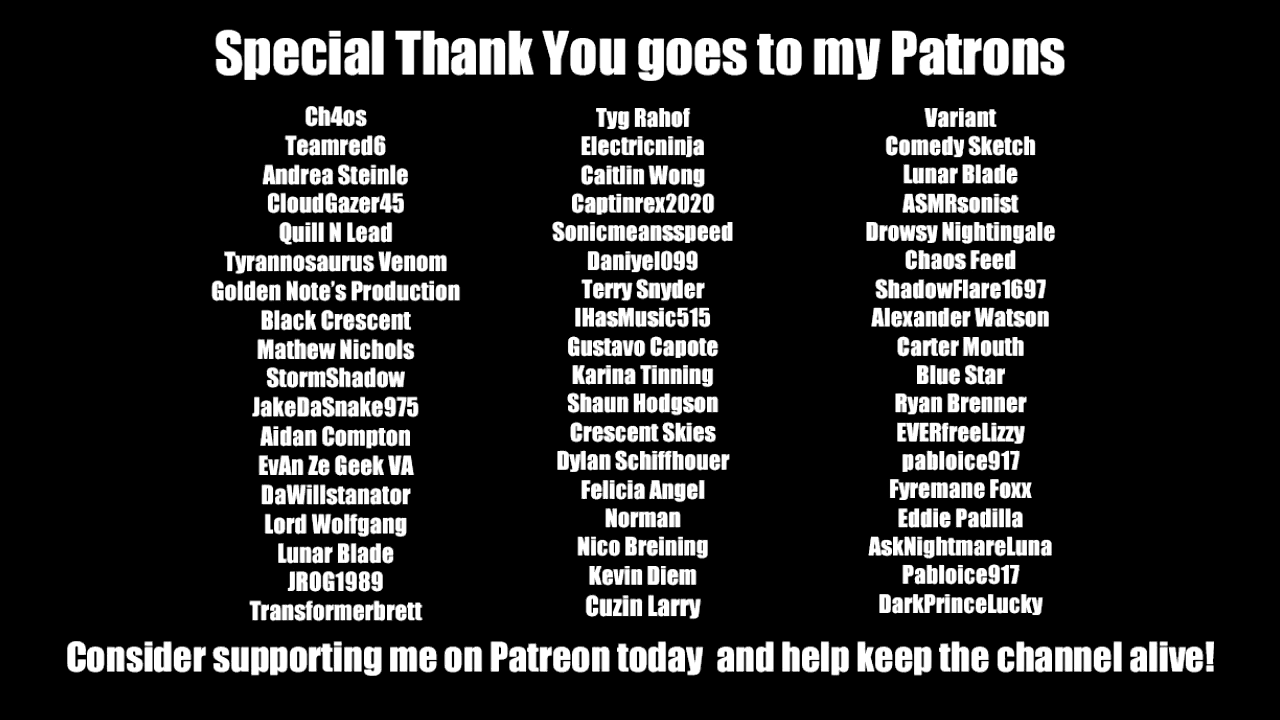 Special Thank You goes to my Patrons
Ch4os
Teamred6
Andrea Steinle
CloudGazer45
Quill N Lead
Tyrannosaurus Venom
Golden Note's Production
Black Crescent
Mathew Nichols
StormShadow
JakeDaSnake975
Aidan Compton
EvAn Ze Geek VA
DaWillstanator
Lord Wolfgang
Lunar Blade
JROG1989
Transformerbrett
Tyg Rahof
Electricninja
Caitlin Wong
Captinrex2020
Sonicmeansspeed
Daniyel099
Terry Snyder
IHasMusic515
Gustavo Capote
Karina Tinning
Shaun Hodgson
Crescent Skies
Dylan Schiffhouer
Felicia Angel
Norman
Nico Breining
Kevin Diem
Cuzin Larry
Variant
Comedy Sketch
Lunar Blade
ASMRsonist
Drowsy Nightingale
Chaos Feed
ShadowFlare1697
Alexander Watson
Carter Mouth
Blue Star
Ryan Brenner
EVERfreeLizzy
pabloice917
Fyremane Foxx
Eddie Padilla
AskNightmareLuna
Pabloice917
DarkPrinceLucky
Consider supporting me on Patreon today  and help keep the channel alive!